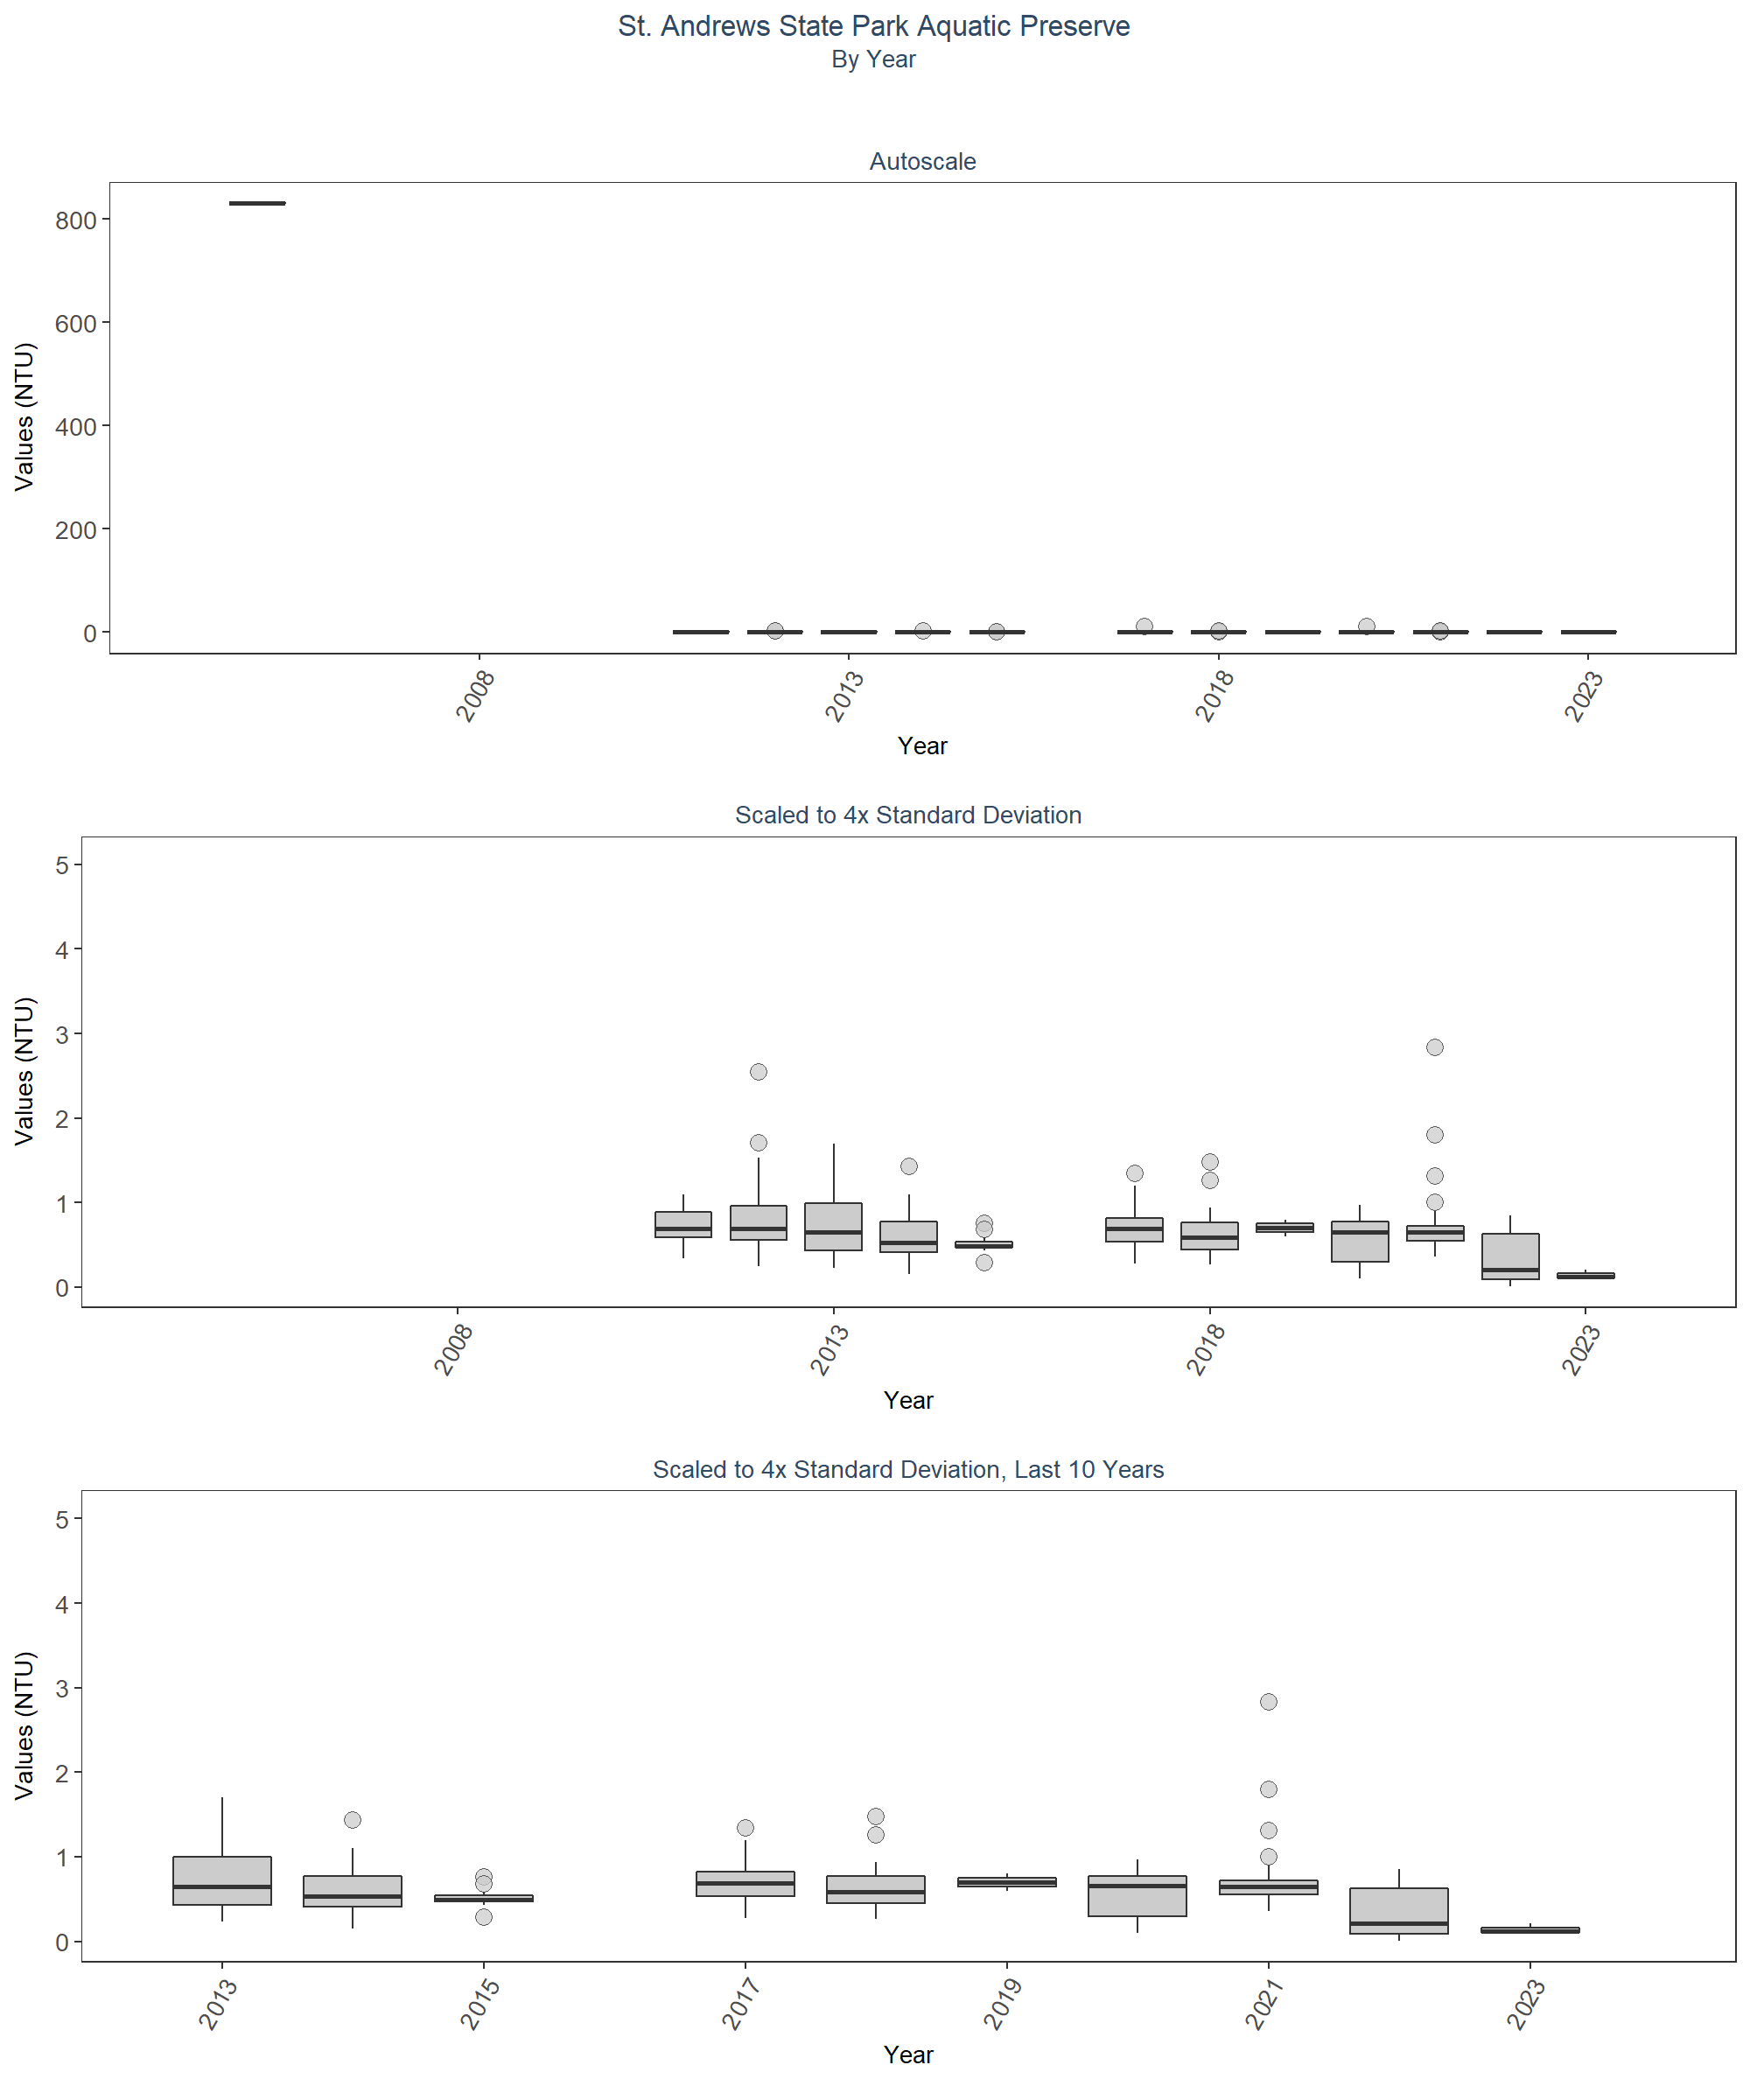 St. Andrews State Park Aquatic Preserve
By Year
Autoscale
Values (NTU)
800
600
400
200
0
2008
2013
2018
2023
Year
Scaled to 4x Standard Deviation
Values (NTU)
5
4
3
2
1
0
2008
2013
2018
2023
Year
Scaled to 4x Standard Deviation, Last 10 Years
Values (NTU)
5
4
3
2
1
0
2013
2015
2017
2019
2021
2023
Year